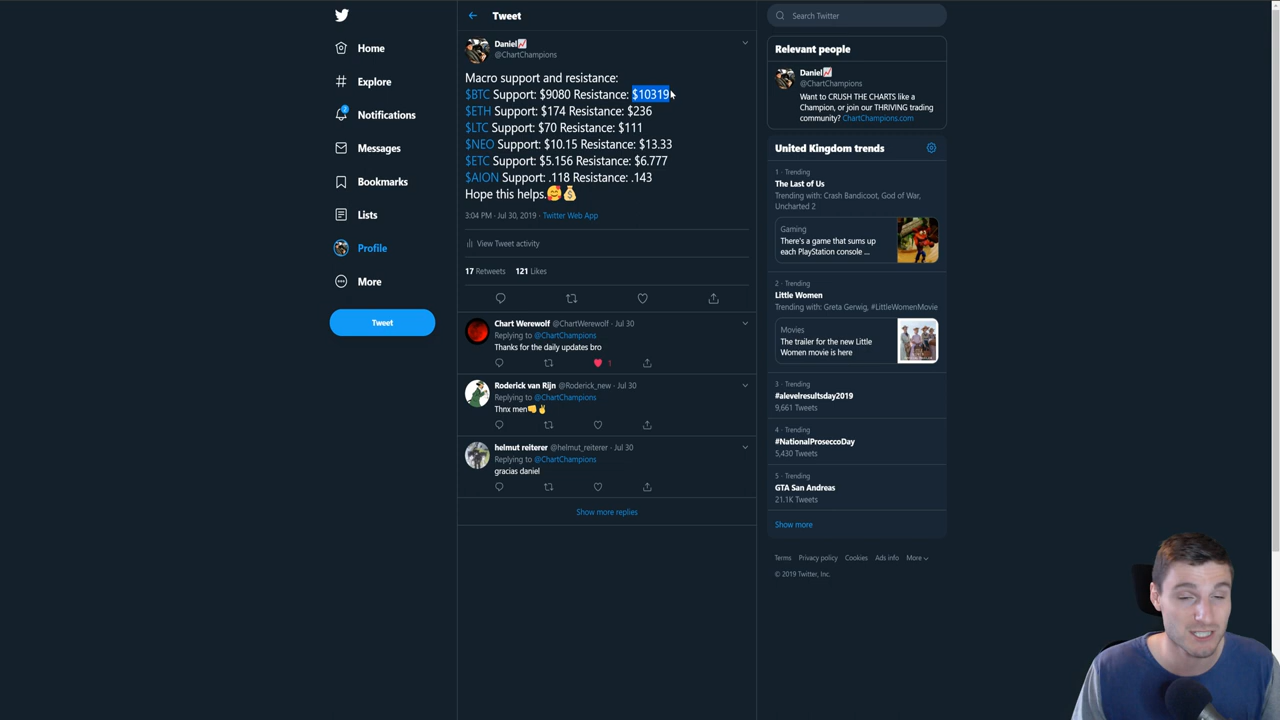 Tweet
Search Twitter
Home
Explore
Notifications
2
Messages
Bookmarks
Lists
Profile
More
Tweet
Daniel📈
@ChartChampions
Macro support and resistance:
$BTC Support: $9080 Resistance: $10319
$ETH Support: $174 Resistance: $236
$LTC Support: $70 Resistance: $111
$NEO Support: $10.15 Resistance: $13.33
$ETC Support: $5.156 Resistance: $6.777
$AION Support: .118 Resistance: .143
Hope this helps.🥰💰
3:04 PM · Jul 30, 2019 · Twitter Web App
View Tweet activity
17 Retweets 121 Likes
Chart Werewolf @ChartWerewolf · Jul 30
Replying to @ChartChampions
Thanks for the daily updates bro
1
Roderick van Rijn @Roderick_new · Jul 30
Replying to @ChartChampions
Thnx men👊✌
helmut reiterer @helmut_reiterer · Jul 30
Replying to @ChartChampions
gracias daniel
Show more replies
Relevant people
Daniel📈
@ChartChampions
Want to CRUSH THE CHARTS like a
Champion, or join our THRIVING trading
community? ChartChampions.com
United Kingdom trends
1 · Trending
The Last of Us
Trending with: Crash Bandicoot, God of War,
Uncharted 2
Gaming
There's a game that sums up
each PlayStation console ...
2 · Trending
Little Women
Trending with: Greta Gerwig, #LittleWomenMovie
Movies
The trailer for the new Little
Women movie is here
3 · Trending
#alevelresultsday2019
9,661 Tweets
4 · Trending
#NationalProseccoDay
5,430 Tweets
5 · Trending
GTA San Andreas
21.1K Tweets
Show more
Terms Privacy policy Cookies Ads info More
© 2019 Twitter, Inc.